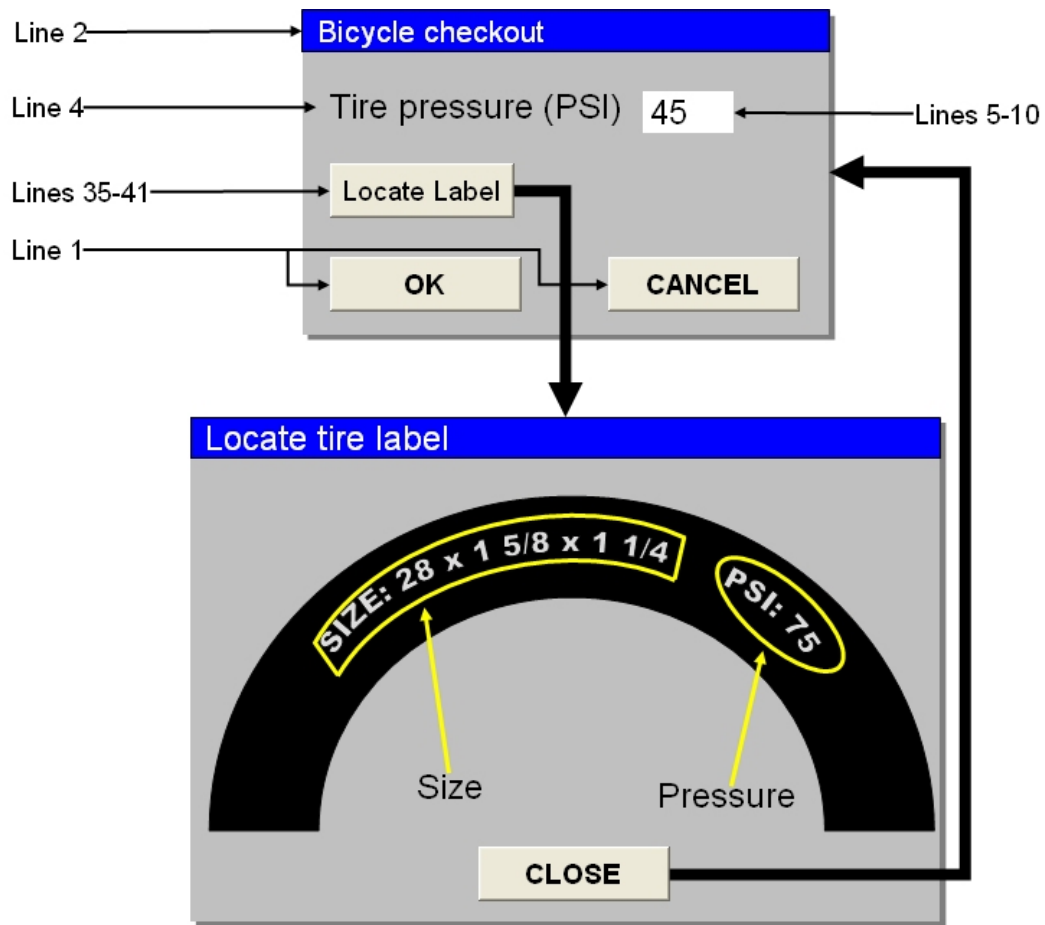 Line 2
Bicycle checkout
Line 4
Tire pressure (PSI)
45
Lines 5-10
Lines 35-41
Locate Label
Line 1
OK
CANCEL
Locate tire label
SIZE: 28 x 1 5/8 x 1 1/4
PSI: 75
Size
Pressure
CLOSE